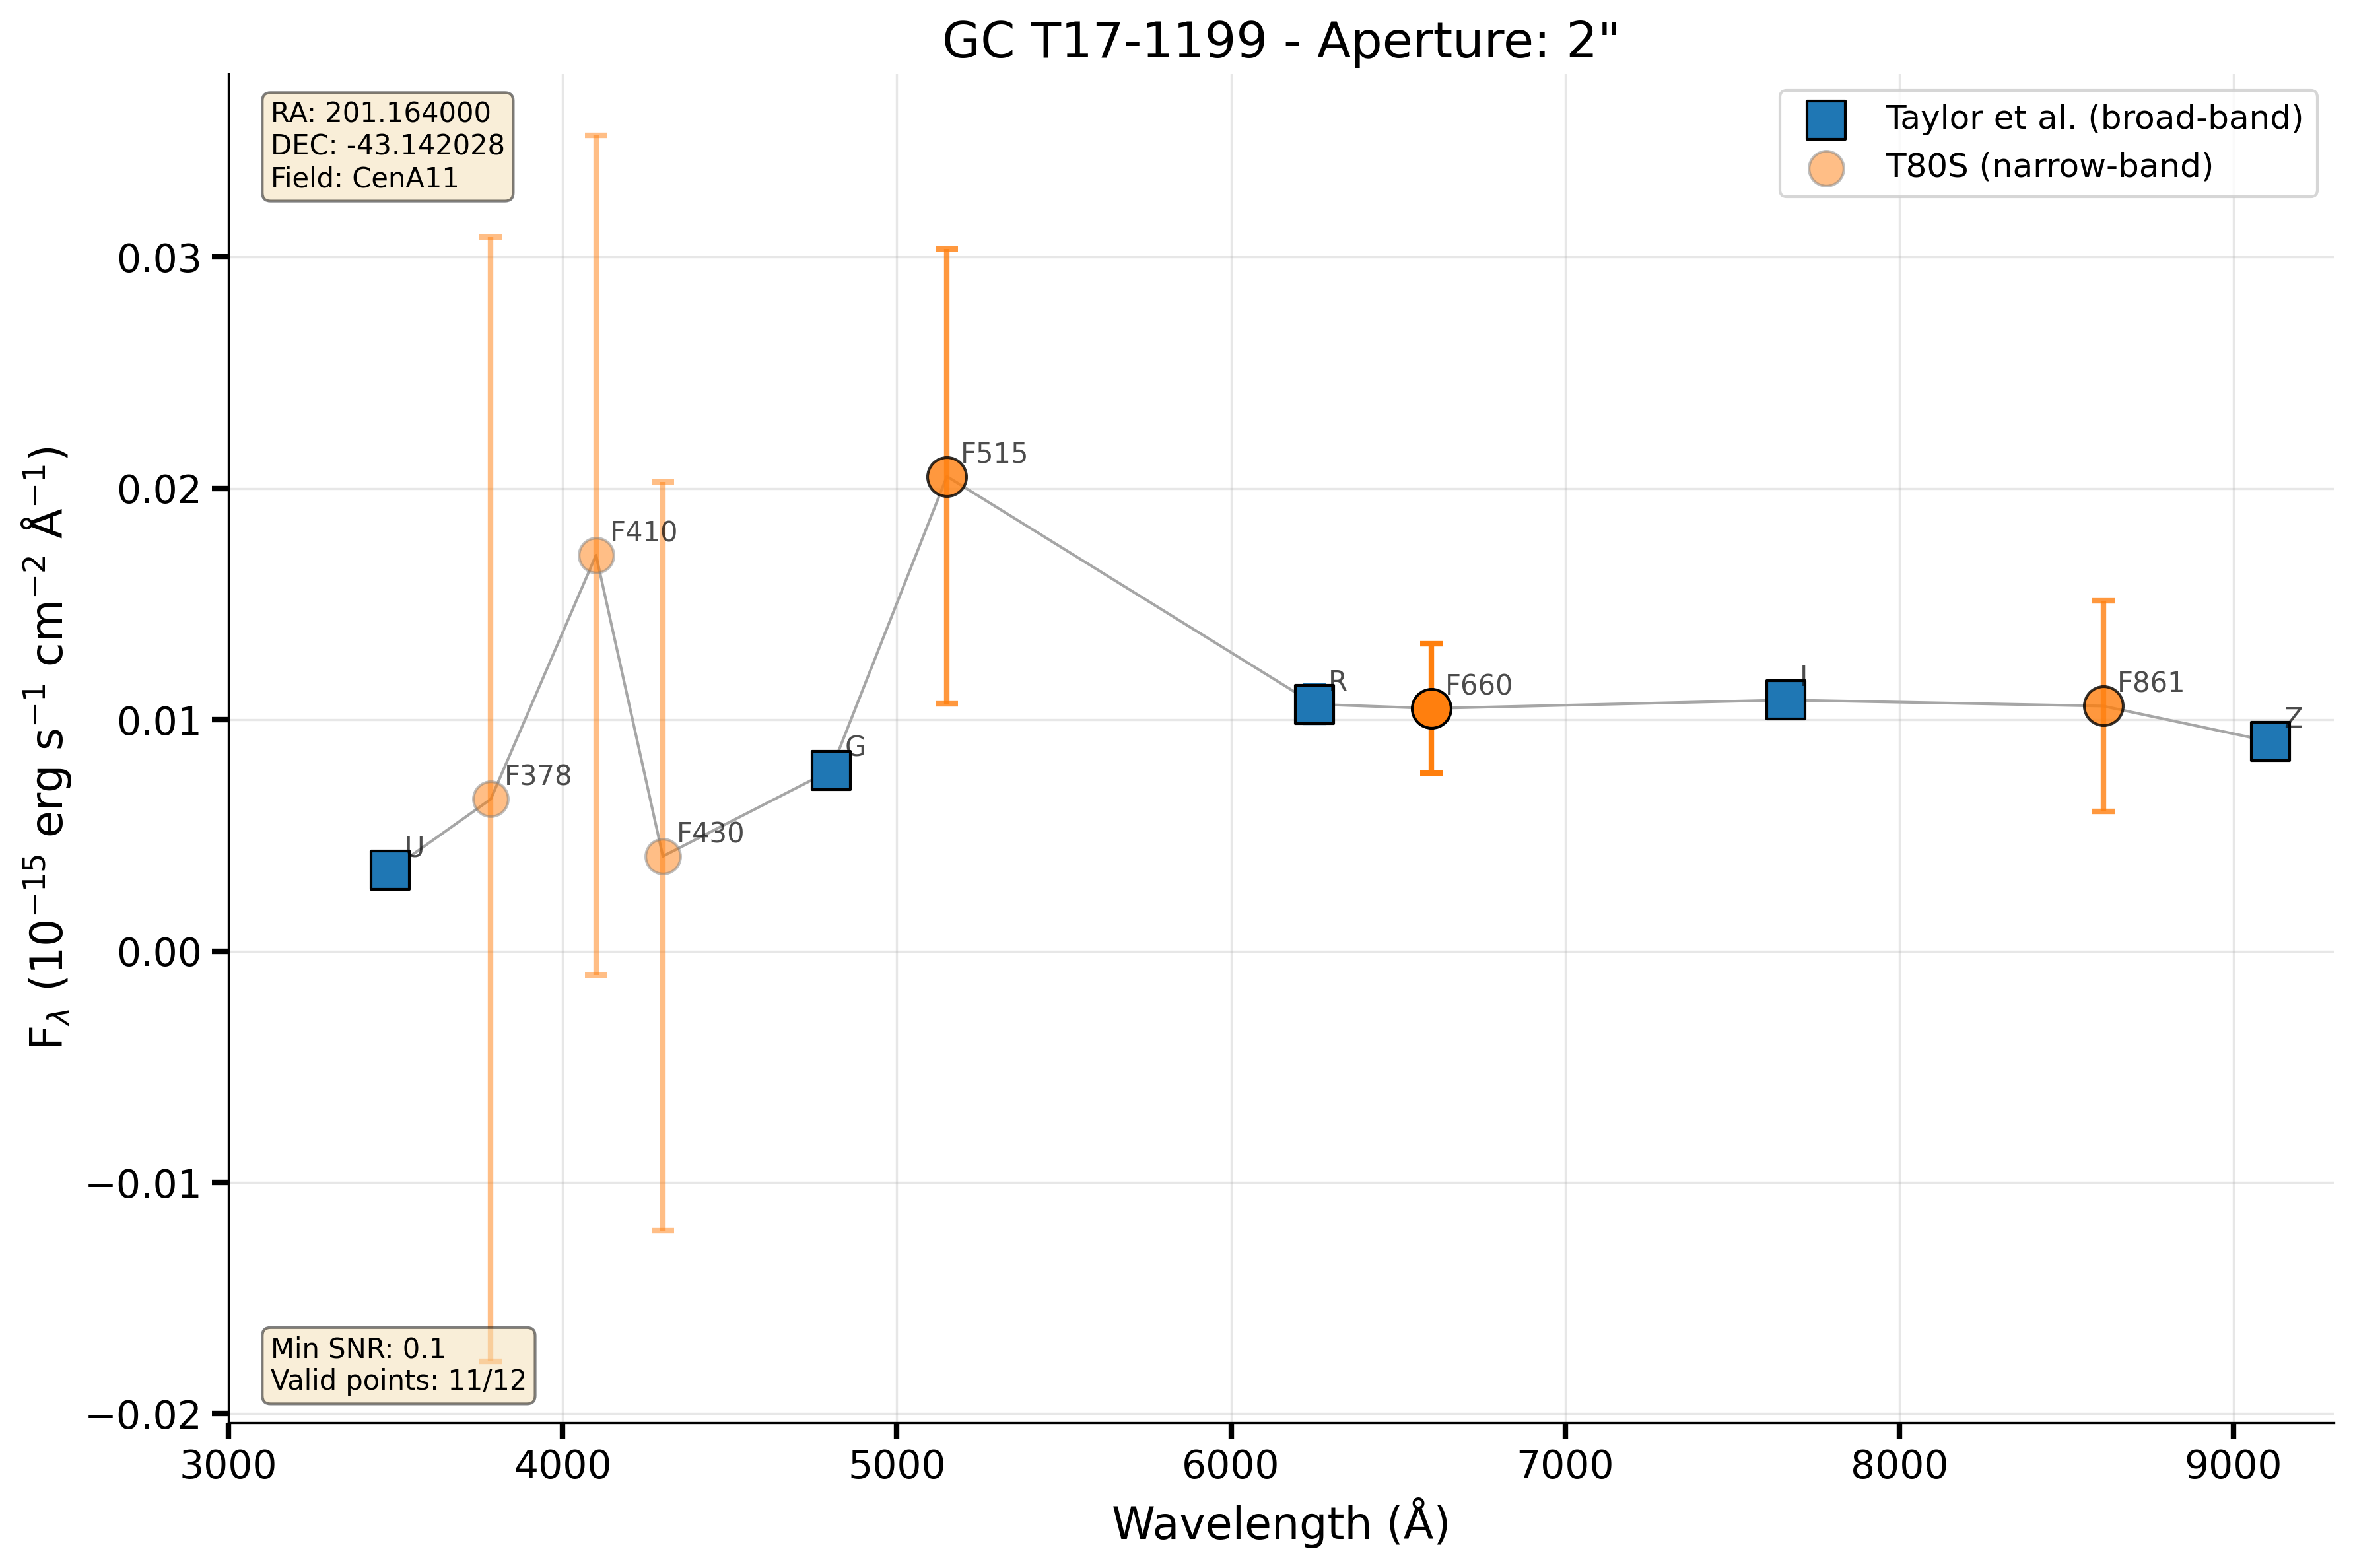 GC T17-1199 - Aperture: 2"
RA: 201.164000
DEC: -43.142028
Field: CenA11
Taylor et al. (broad-band)
T80S (narrow-band)
F_λ (10⁻¹⁵ erg s⁻¹ cm⁻² Å⁻¹)
0.03
0.02
0.01
0.00
−0.01
−0.02
U
F378
F410
F430
G
F515
R
F660
I
F861
Z
Min SNR: 0.1
Valid points: 11/12
3000 4000 5000 6000 7000 8000 9000
Wavelength (Å)